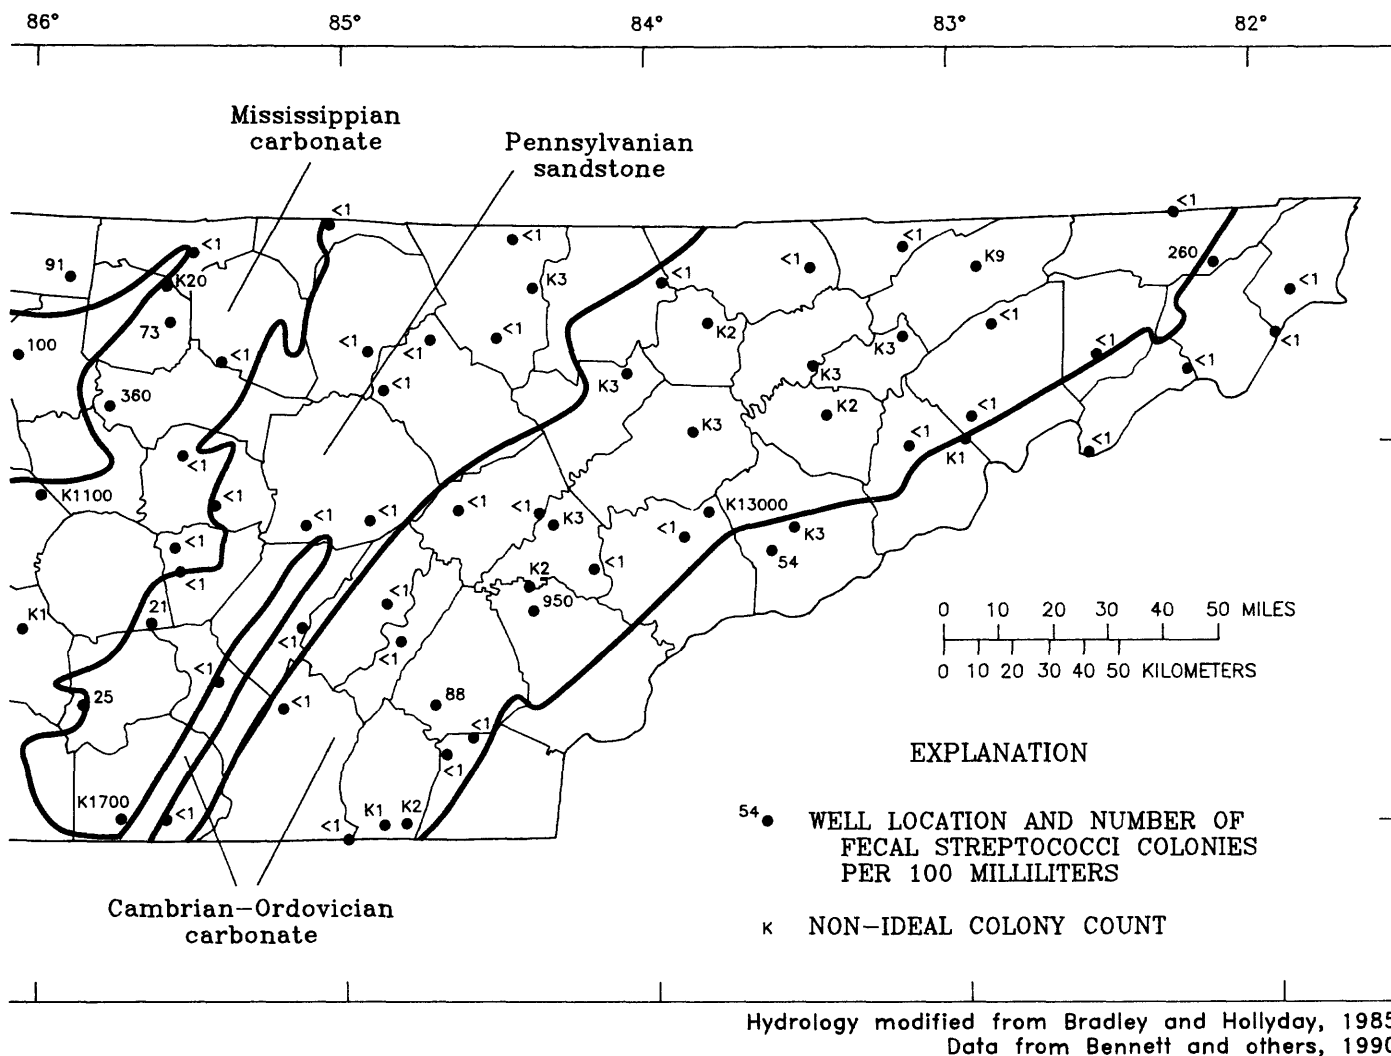 86° 85° 84° 83° 82°
Mississippian
carbonate
Pennsylvanian
sandstone
<1
<1
<1
<1
<1
K9
91
260
K20
K3
<1
<1
<1
73
K2
<1
<1
100
<1
<1
<1
<1
K3
<1
K3
K3
<1
<1
360
K2
<1
K3
<1
<1
<1
K1
K1100
<1
<1
<1
<1
<1
K3
K13000
<1
K3
<1
54
<1
<1
K2
950
21
<1
K1
<1
<1
<1
25
<1
88
<1
<1
K1700
<1
<1
K1
K2
0 10 20 30 40 50 MILES
0 10 20 30 40 50 KILOMETERS
EXPLANATION
54 WELL LOCATION AND NUMBER OF
FECAL STREPTOCOCCI COLONIES
PER 100 MILLILITERS
K NON-IDEAL COLONY COUNT
Cambrian-Ordovician
carbonate
Hydrology modified from Bradley and Hollyday, 1985
Data from Bennett and others, 1990